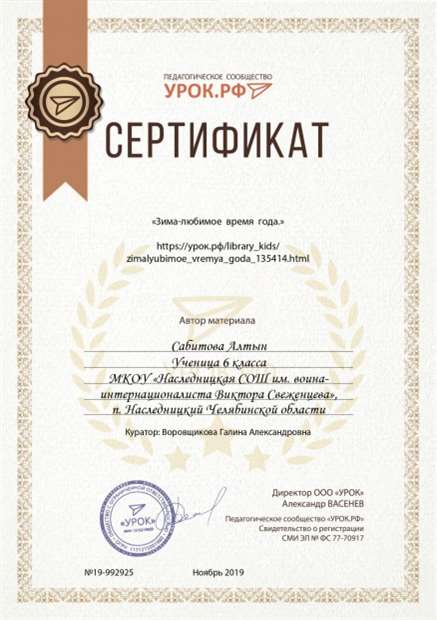 ПЕДАГОГИЧЕСКОЕ СООБЩЕСТВО
УРОК.РФ
СЕРТИФИКАТ
«Зима-любимое время года.»
https://урок.рф/library_kids/
zimalyubimoe_vremya_goda_135414.html
Автор материала
Сабитова Алтын
Ученица 6 класса
МКОУ «Наследницкая СОШ им. воина-
интернационалиста Виктора Свеженцева»,
п. Наследницкий Челябинской области
Куратор: Воровщикова Галина Александровна
«УРОК»
Директор ООО «УРОК»
Александр ВАСЕНЕВ
Педагогическое сообщество «УРОК.РФ»
Свидетельство о регистрации
СМИ ЭЛ № ФС 77-70917
№19-992925
Ноябрь 2019